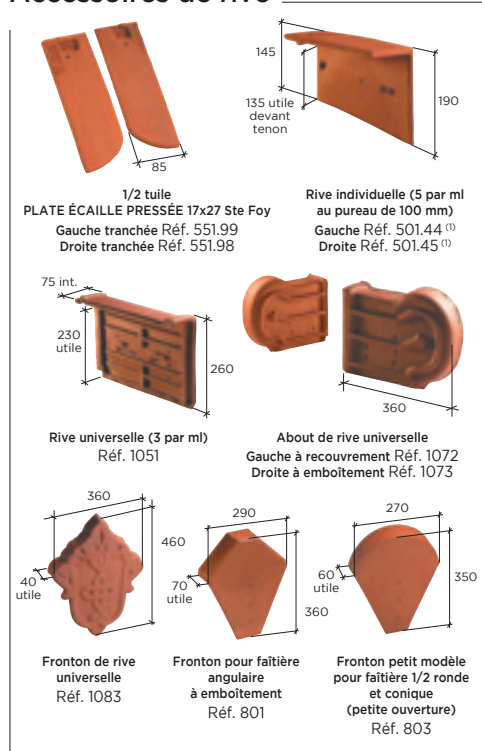 145
190
135 utile
devant
tenon
85
1/2 tuile
PLATE ÉCAILLE PRESSÉE 17x27 Ste Foy
Gauche tranchée Réf. 551.99
Droite tranchée Réf. 551.98
Rive individuelle (5 par ml
au pureau de 100 mm)
Gauche Réf. 501.44 (1)
Droite Réf. 501.45 (1)
75 int.
230
utile
260
360
Rive universelle (3 par ml)
Réf. 1051
About de rive universelle
Gauche à recouvrement Réf. 1072
Droite à emboîtement Réf. 1073
360
460
40
utile
290
70
utile
360
270
60
utile
350
Fronton de rive
universelle
Réf. 1083
Fronton pour faîtière
angulaire
à emboîtement
Réf. 801
Fronton petit modèle
pour faîtière 1/2 ronde
et conique
(petite ouverture)
Réf. 803